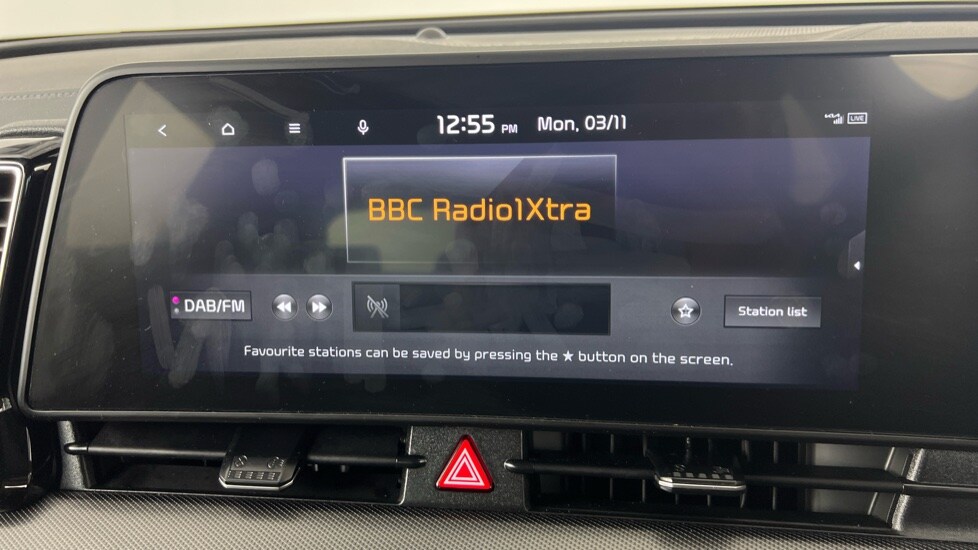 12:55 PM Mon, 03/11
KIA LIVE
BBC Radio1Xtra
DAB/FM
Station list
Favourite stations can be saved by pressing the ★ button on the screen.